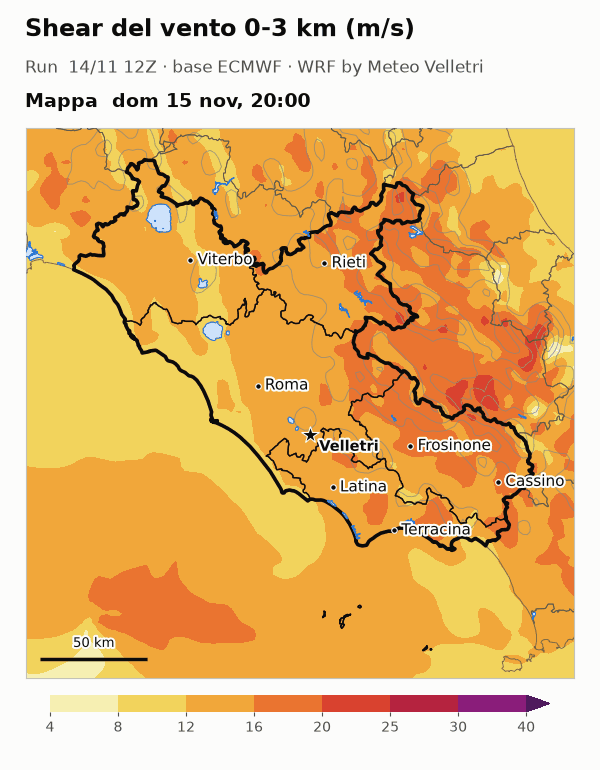 Shear del vento 0-3 km (m/s)
Run  14/11 12Z · base ECMWF · WRF by Meteo Velletri
Mappa  dom 15 nov, 20:00
Viterbo
Rieti
Roma
Velletri
Frosinone
Latina
Cassino
Terracina
50 km
4 8 12 16 20 25 30 40